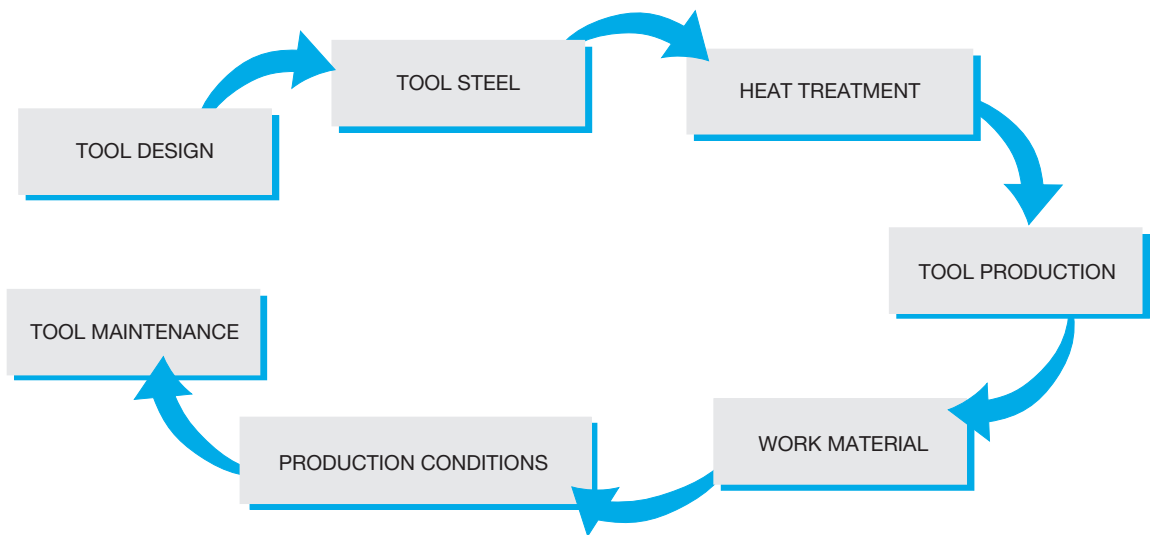 TOOL DESIGN
TOOL STEEL
HEAT TREATMENT
TOOL PRODUCTION
WORK MATERIAL
PRODUCTION CONDITIONS
TOOL MAINTENANCE